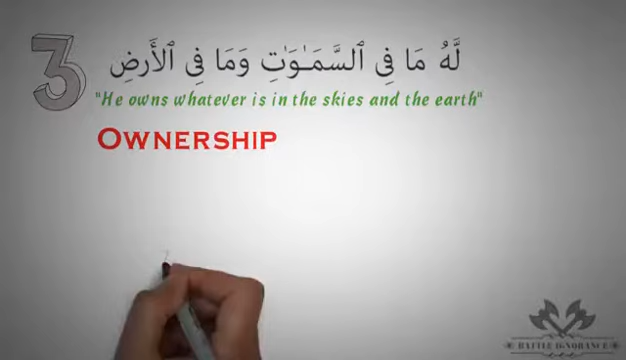 3
لَّهُۥ مَا فِى ٱلسَّمَـٰوَٰتِ وَمَا فِى ٱلْأَرْضِ
"He owns whatever is in the skies and the earth"
OWNERSHIP
BATTLE IGNORANCE